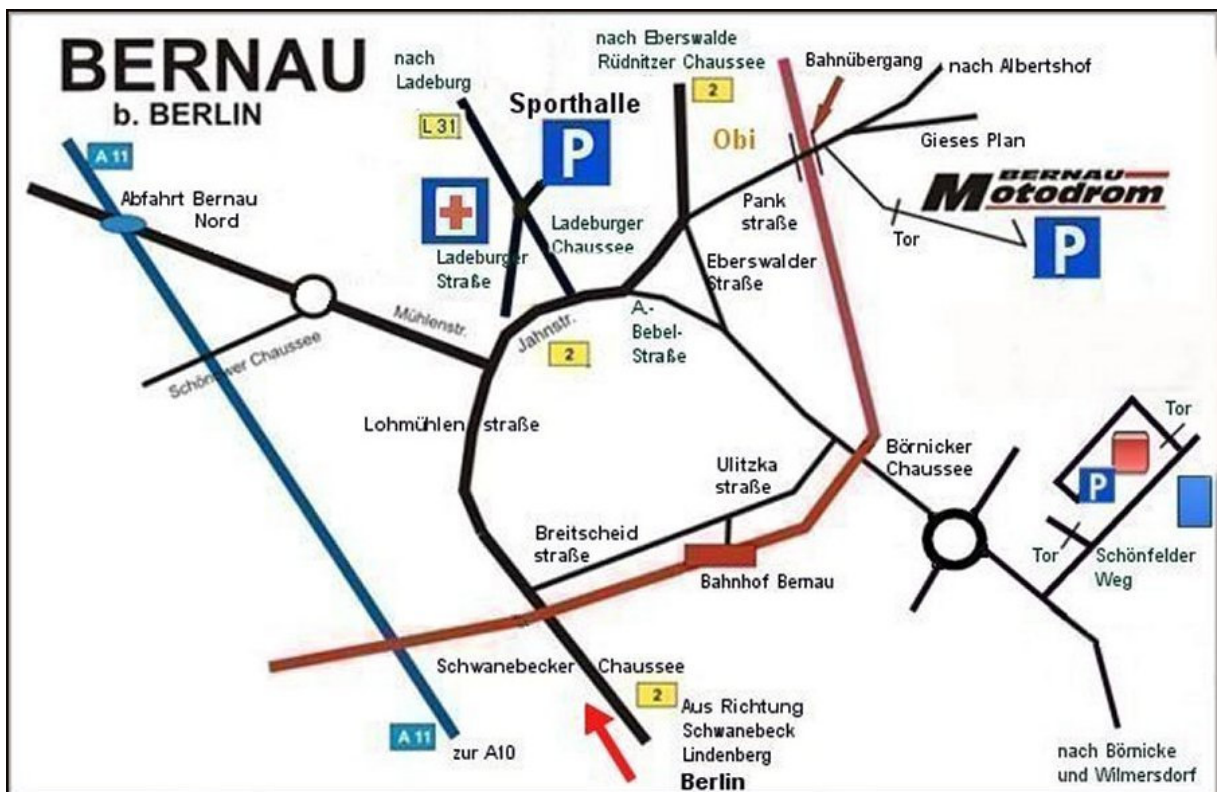 BERNAU
b. BERLIN
A 11
Abfahrt Bernau
Nord
nach
Ladeburg
L 31
Sporthalle
P
Ladeburger
Straße
Ladeburger
Chaussee
nach Eberswalde
Rüdnitzer Chaussee
2
Obi
Bahnübergang
nach Albertshof
Gieses Plan
BERNAU
Motodrom
P
Tor
Pank
straße
Eberswalder
Straße
A.-
Bebel-
Straße
Jahnstr.
2
Mühlenstr.
Schönower Chaussee
Lohmühlen straße
Ulitzka
straße
Breitscheid
straße
Bahnhof Bernau
Börnicker
Chaussee
Tor
P
Tor
Schönfelder
Weg
Schwanebecker Chaussee
2
Aus Richtung
Schwanebeck
Lindenberg
Berlin
A 11
zur A10
nach Börnicke
und Wilmersdorf